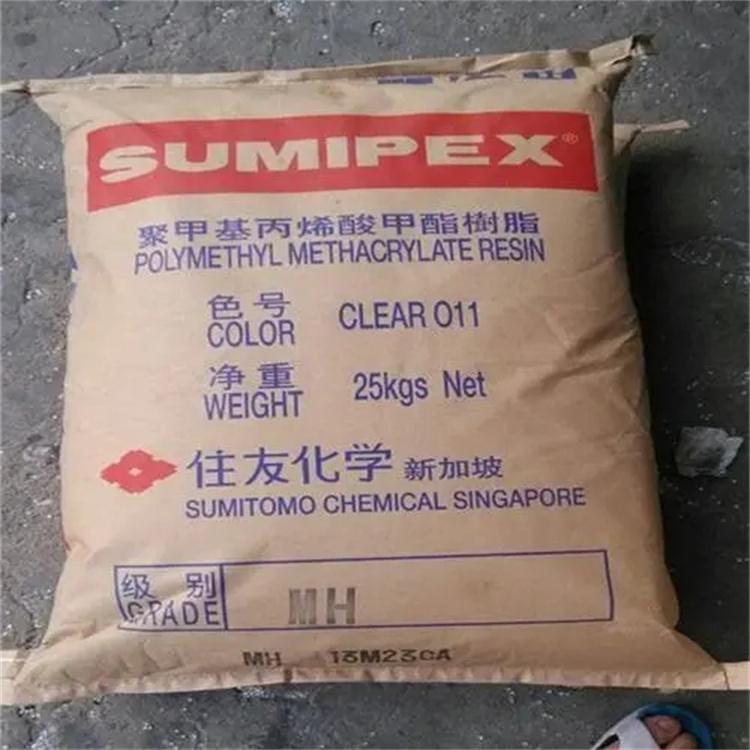 SUMIPEX®
聚甲基丙烯酸甲酯樹脂
POLYMETHYL METHACRYLATE RESIN
色号
COLOR CLEAR 011
净重
WEIGHT 25kgs Net
住友化学 新加坡
SUMITOMO CHEMICAL SINGAPORE
级别
GRADE MH
MH 13M23CA